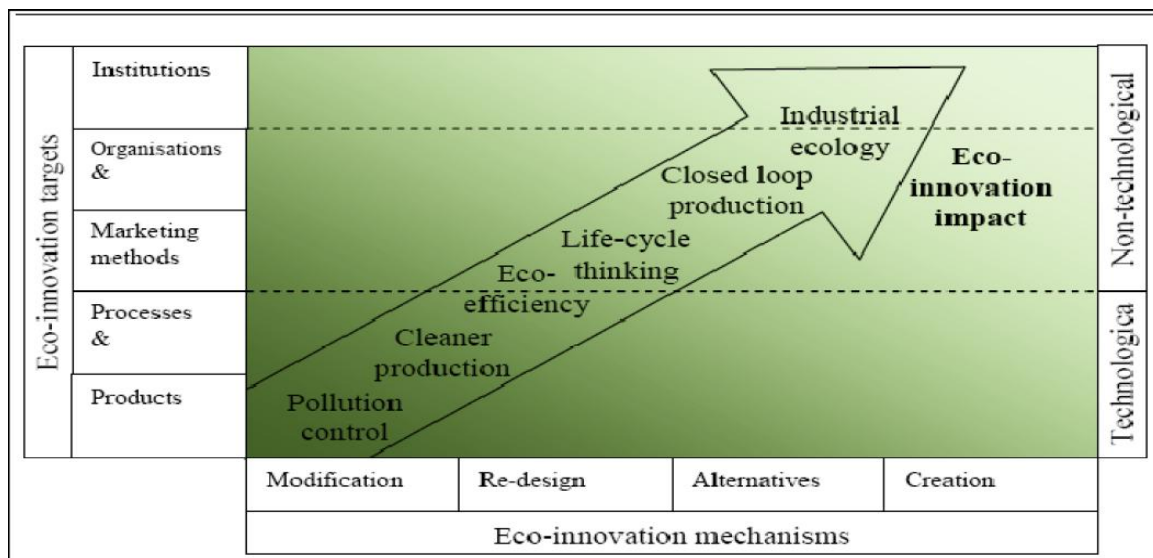 Eco-innovation targets
Institutions
Organisations
&
Marketing
methods
Processes
&
Products
Industrial
ecology
Closed loop
production
Life-cycle
thinking
Eco-
efficiency
Cleaner
production
Pollution
control
Eco-
innovation
impact
Non-technological
Technologica
Modification
Re-design
Alternatives
Creation
Eco-innovation mechanisms